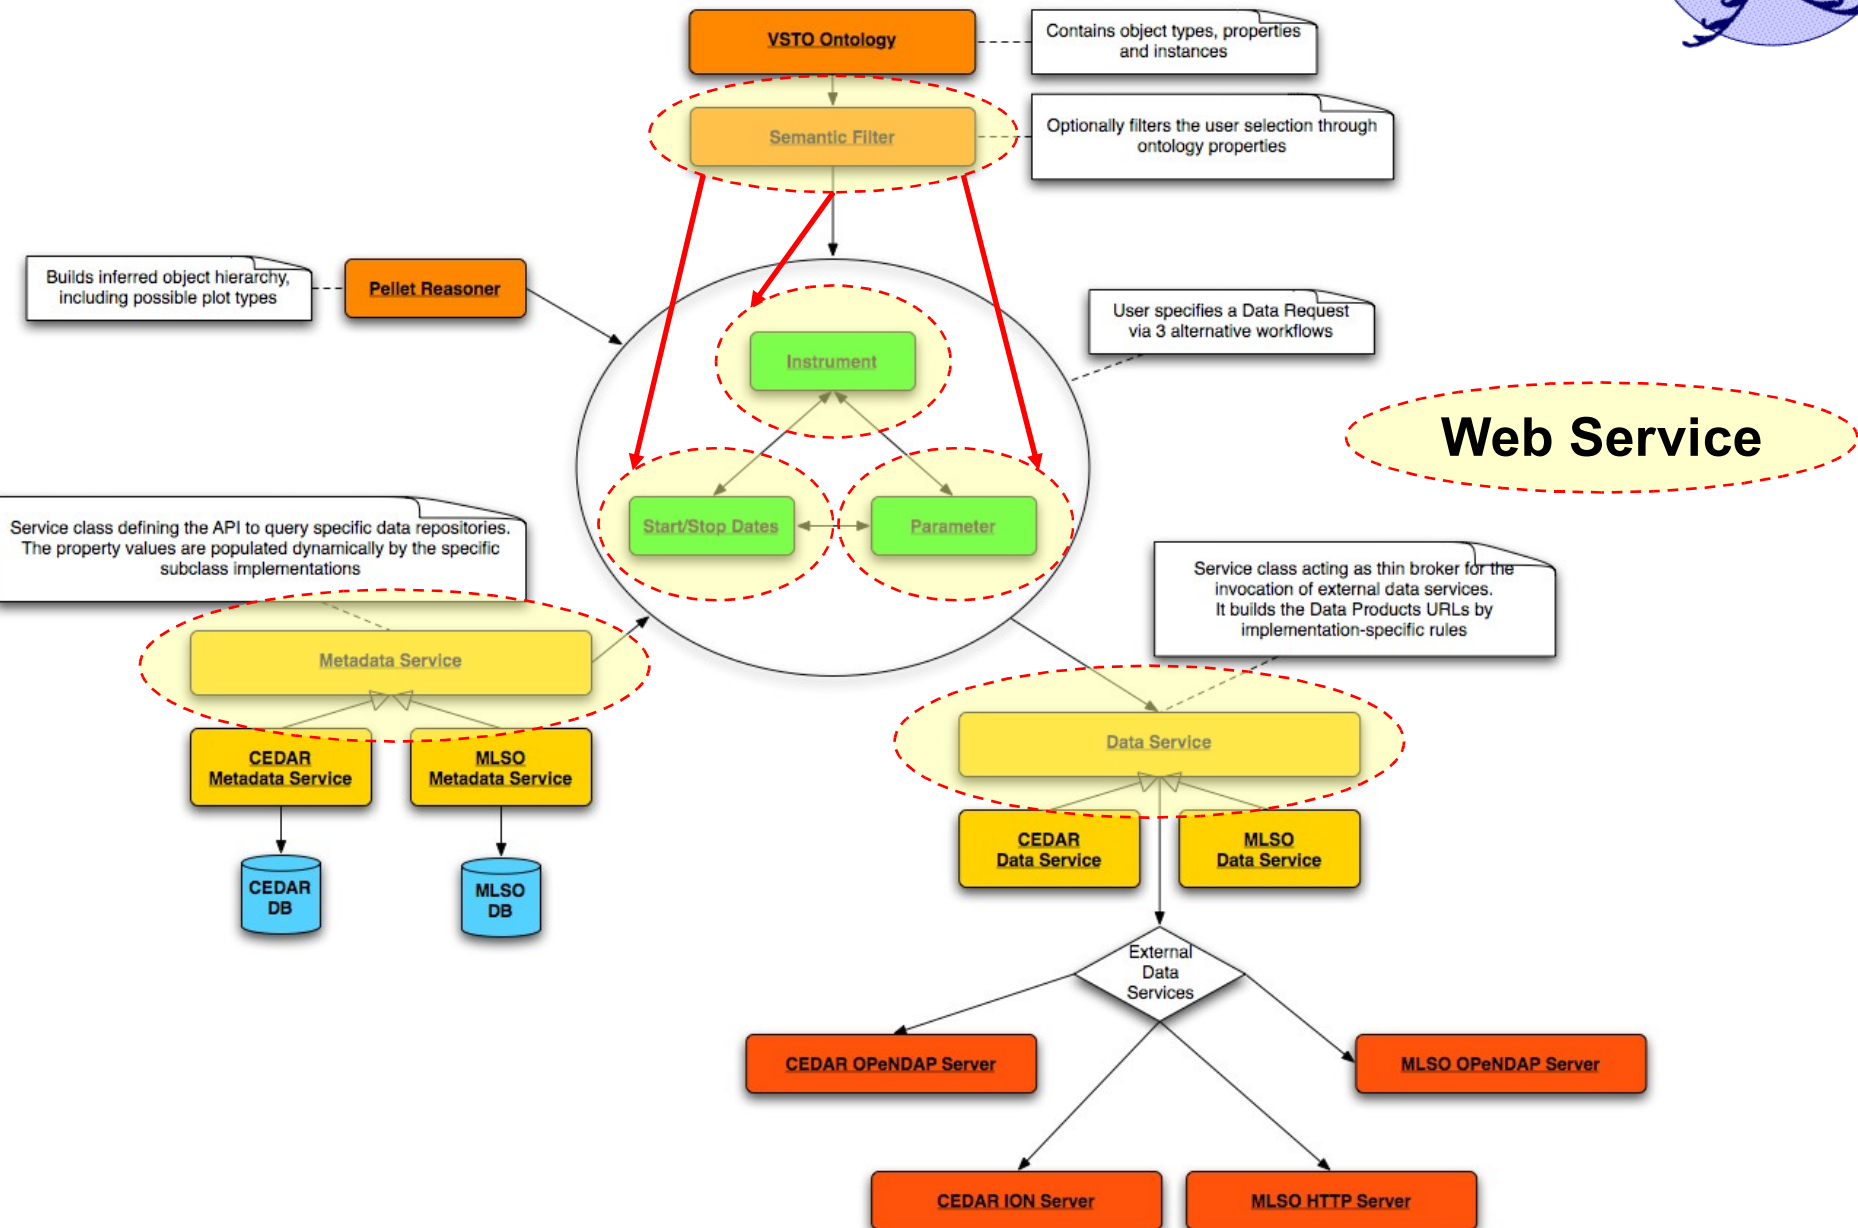 VSTO Ontology
Contains object types, properties
and instances
Semantic Filter
Optionally filters the user selection through
ontology properties
Builds inferred object hierarchy,
including possible plot types
Pellet Reasoner
User specifies a Data Request
via 3 alternative workflows
Instrument
Web Service
Start/Stop Dates
Parameter
Service class defining the API to query specific data repositories.
The property values are populated dynamically by the specific
subclass implementations
Service class acting as thin broker for the
invocation of external data services.
It builds the Data Products URLs by
implementation-specific rules
Metadata Service
Data Service
CEDAR
Metadata Service
MLSO
Metadata Service
CEDAR
Data Service
MLSO
Data Service
CEDAR
DB
MLSO
DB
External
Data
Services
CEDAR OPeNDAP Server
MLSO OPeNDAP Server
CEDAR ION Server
MLSO HTTP Server